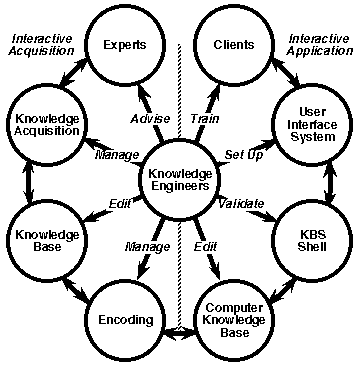 Interactive
Acquisition
Experts
Clients
Interactive
Application
Knowledge
Acquisition
Advise
Train
User
Interface
System
Manage
Set Up
Knowledge
Engineers
Edit
Validate
Knowledge
Base
KBS
Shell
Manage
Edit
Encoding
Computer
Knowledge
Base